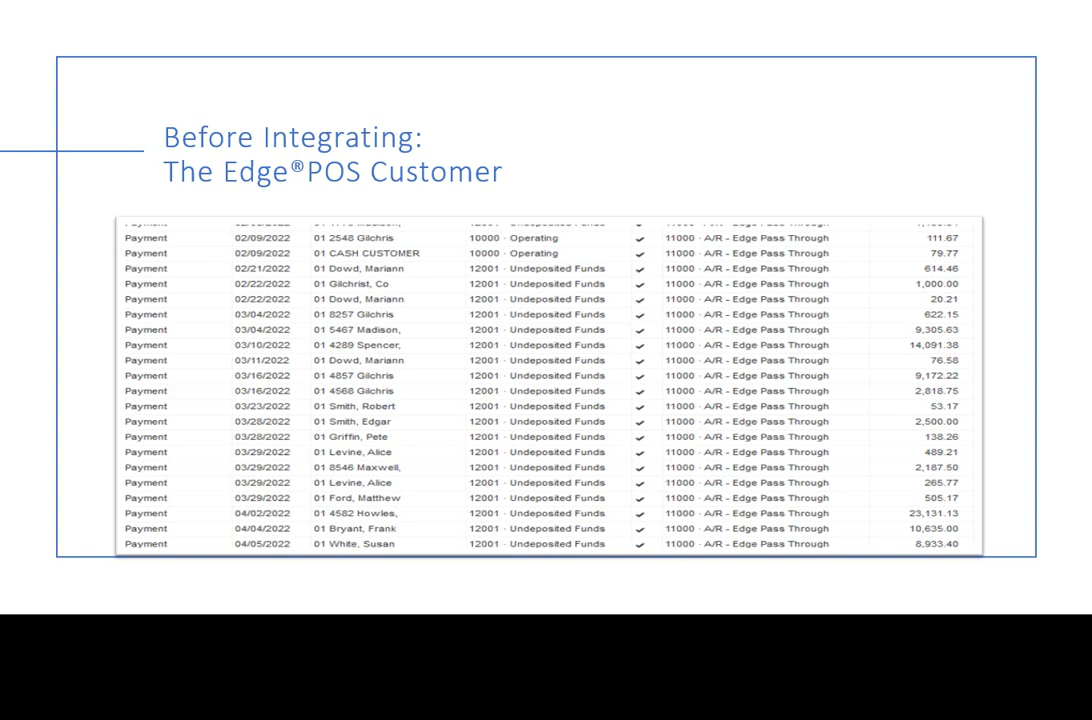 Before Integrating:
The Edge®POS Customer
Payment 02/09/2022 01 2548 Gilchris 10000 · Operating ✓ 11000 · A/R - Edge Pass Through 111.67
Payment 02/09/2022 01 CASH CUSTOMER 10000 · Operating ✓ 11000 · A/R - Edge Pass Through 79.77
Payment 02/21/2022 01 Dowd, Mariann 12001 · Undeposited Funds ✓ 11000 · A/R - Edge Pass Through 614.46
Payment 02/22/2022 01 Gilchrist, Co 12001 · Undeposited Funds ✓ 11000 · A/R - Edge Pass Through 1,000.00
Payment 02/22/2022 01 Dowd, Mariann 12001 · Undeposited Funds ✓ 11000 · A/R - Edge Pass Through 20.21
Payment 03/04/2022 01 8257 Gilchris 12001 · Undeposited Funds ✓ 11000 · A/R - Edge Pass Through 622.15
Payment 03/04/2022 01 5467 Madison, 12001 · Undeposited Funds ✓ 11000 · A/R - Edge Pass Through 9,305.63
Payment 03/10/2022 01 4289 Spencer, 12001 · Undeposited Funds ✓ 11000 · A/R - Edge Pass Through 14,091.38
Payment 03/11/2022 01 Dowd, Mariann 12001 · Undeposited Funds ✓ 11000 · A/R - Edge Pass Through 76.58
Payment 03/16/2022 01 4857 Gilchris 12001 · Undeposited Funds ✓ 11000 · A/R - Edge Pass Through 9,172.22
Payment 03/16/2022 01 4568 Gilchris 12001 · Undeposited Funds ✓ 11000 · A/R - Edge Pass Through 2,818.75
Payment 03/23/2022 01 Smith, Robert 12001 · Undeposited Funds ✓ 11000 · A/R - Edge Pass Through 53.17
Payment 03/28/2022 01 Smith, Edgar 12001 · Undeposited Funds ✓ 11000 · A/R - Edge Pass Through 2,500.00
Payment 03/28/2022 01 Griffin, Pete 12001 · Undeposited Funds ✓ 11000 · A/R - Edge Pass Through 138.26
Payment 03/29/2022 01 Levine, Alice 12001 · Undeposited Funds ✓ 11000 · A/R - Edge Pass Through 489.21
Payment 03/29/2022 01 8546 Maxwell, 12001 · Undeposited Funds ✓ 11000 · A/R - Edge Pass Through 2,187.50
Payment 03/29/2022 01 Levine, Alice 12001 · Undeposited Funds ✓ 11000 · A/R - Edge Pass Through 265.77
Payment 03/29/2022 01 Ford, Matthew 12001 · Undeposited Funds ✓ 11000 · A/R - Edge Pass Through 505.17
Payment 04/02/2022 01 4582 Howles, 12001 · Undeposited Funds ✓ 11000 · A/R - Edge Pass Through 23,131.13
Payment 04/04/2022 01 Bryant, Frank 12001 · Undeposited Funds ✓ 11000 · A/R - Edge Pass Through 10,635.00
Payment 04/05/2022 01 White, Susan 12001 · Undeposited Funds ✓ 11000 · A/R - Edge Pass Through 8,933.40